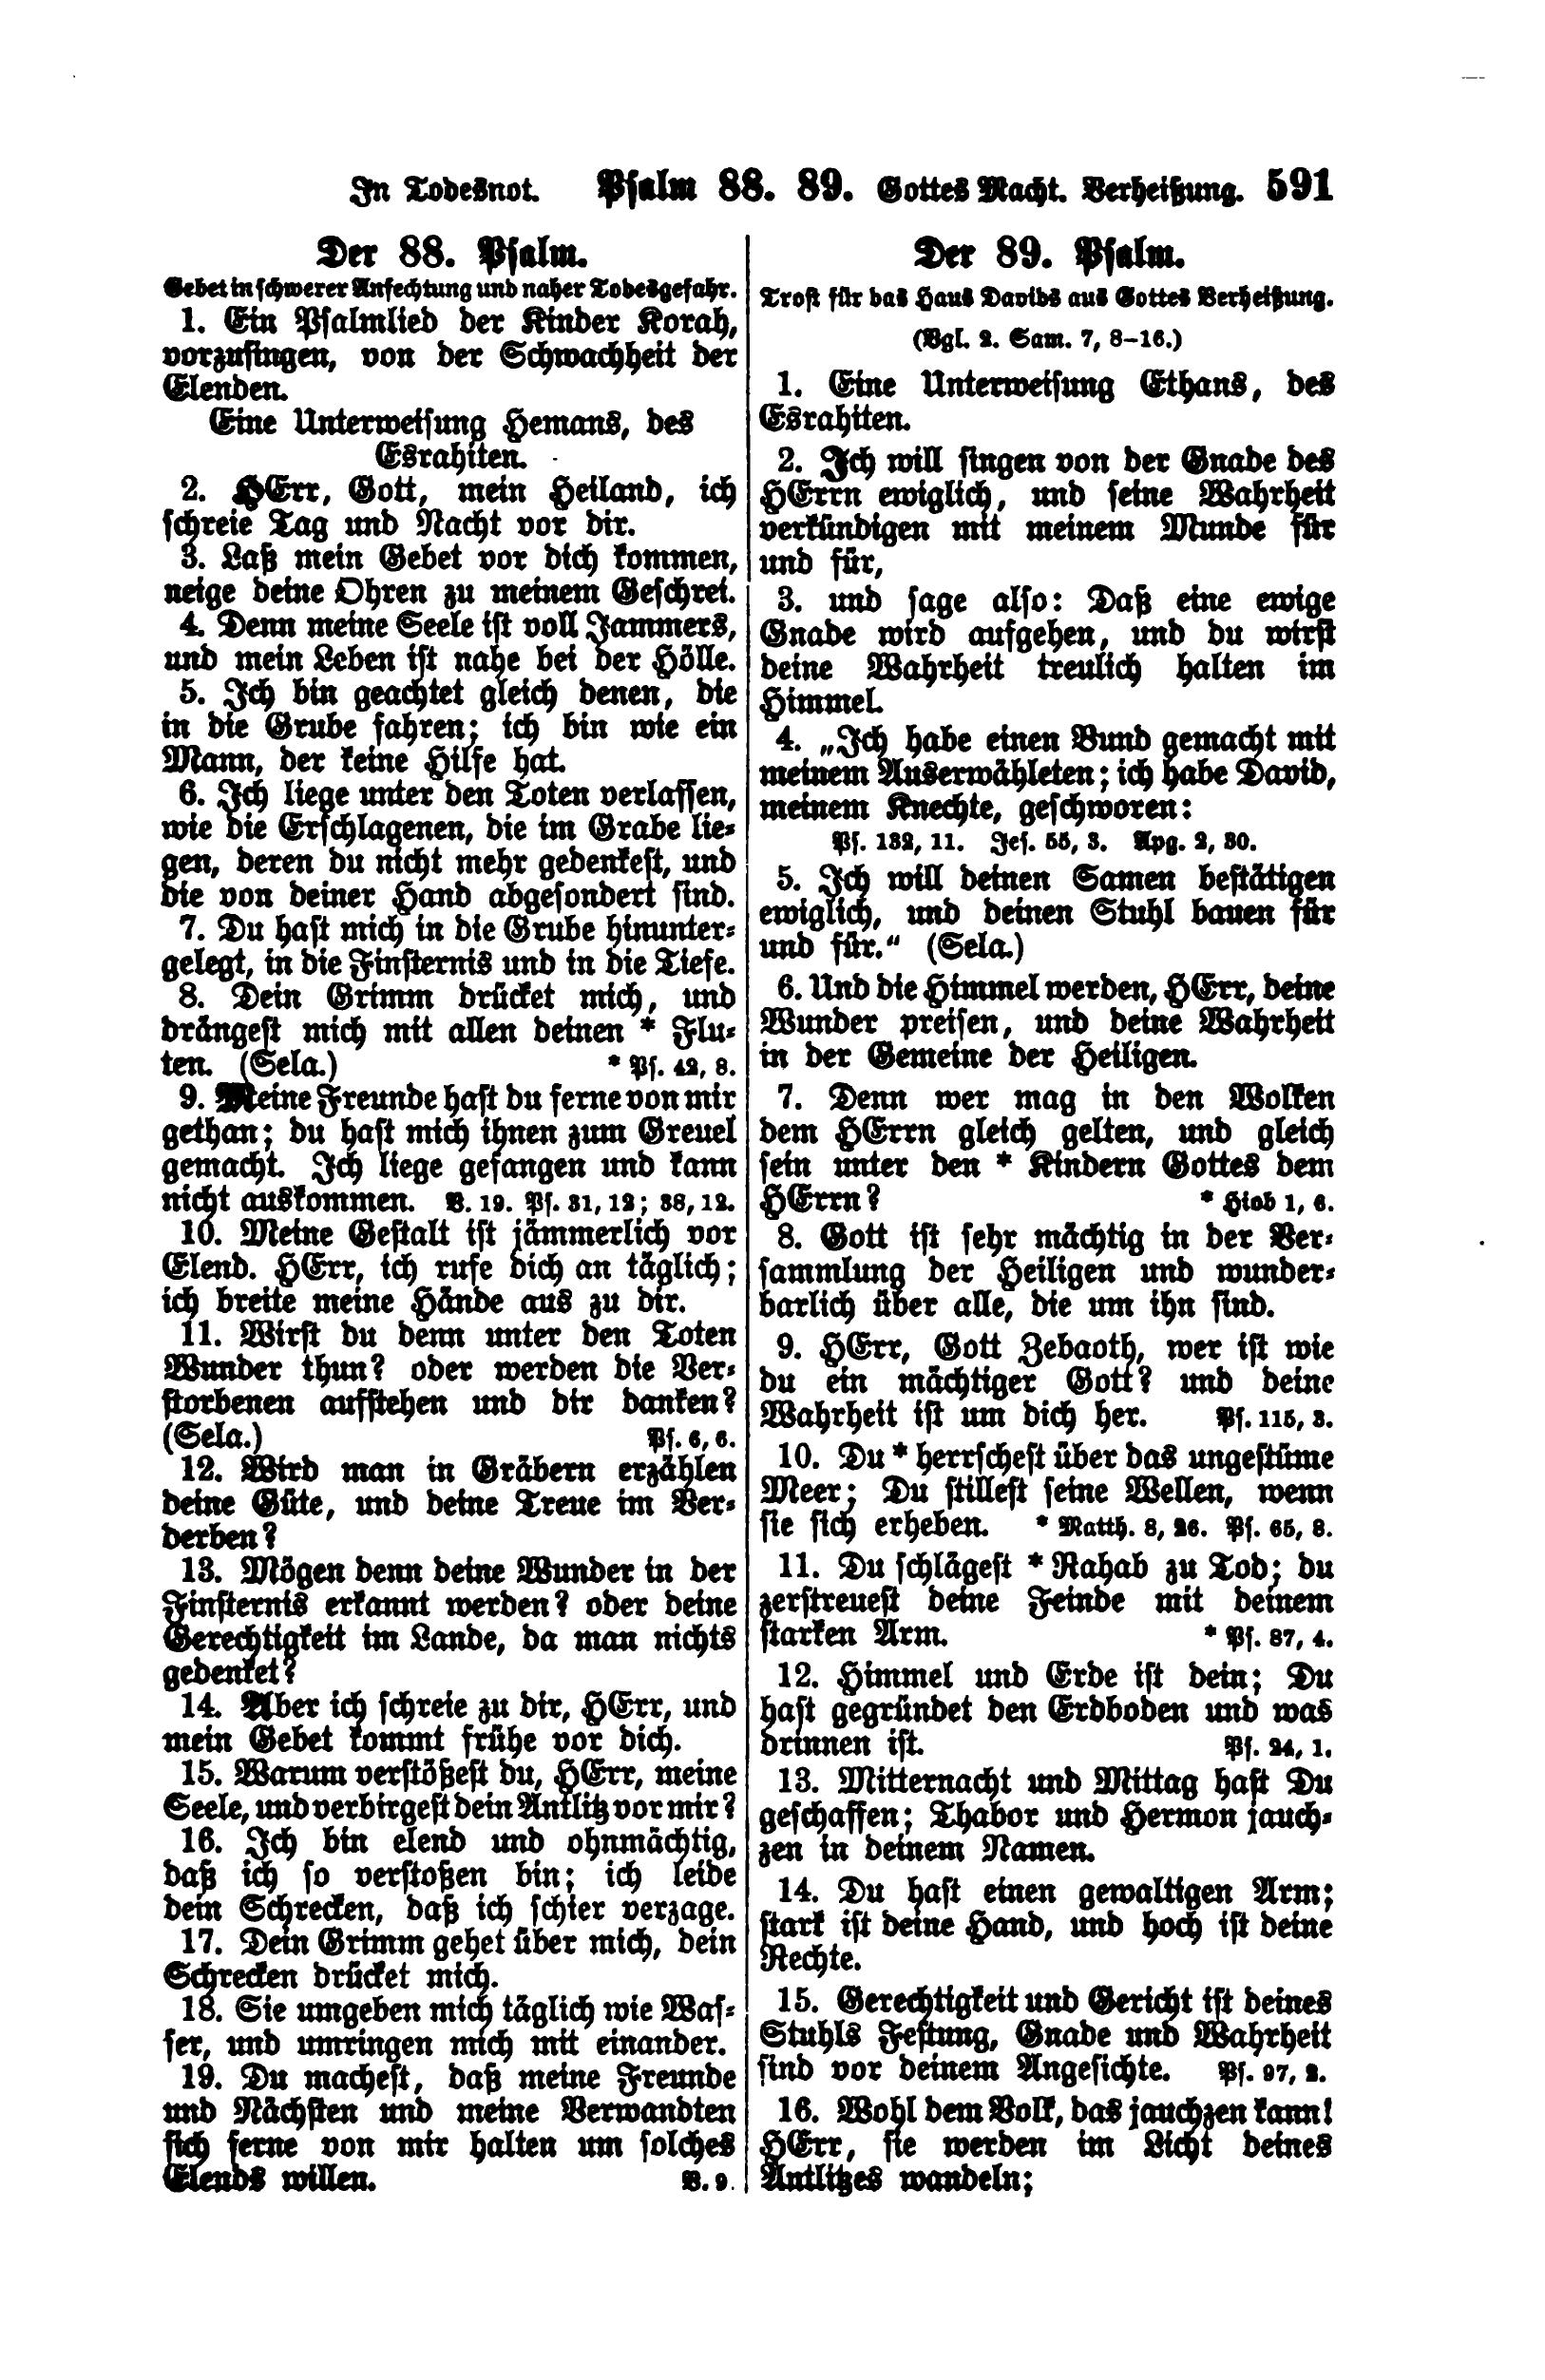 In Todesnot. Psalm 88. 89. Gottes Macht. Verheißung. 591
Der 88. Psalm.
Gebet in schwerer Anfechtung und naher Todesgefahr.
1. Ein Psalmlied der Kinder Korah,
vorzusingen, von der Schwachheit der
Elenden.
Eine Unterweisung Hemans, des
Esrahiten.
2. HErr, Gott, mein Heiland, ich
schreie Tag und Nacht vor dir.
3. Laß mein Gebet vor dich kommen,
neige deine Ohren zu meinem Geschrei.
4. Denn meine Seele ist voll Jammers,
und mein Leben ist nahe bei der Hölle.
5. Ich bin geachtet gleich denen, die
in die Grube fahren; ich bin wie ein
Mann, der keine Hilfe hat.
6. Ich liege unter den Toten verlassen,
wie die Erschlagenen, die im Grabe lie-
gen, deren du nicht mehr gedenkest, und
die von deiner Hand abgesondert sind.
7. Du hast mich in die Grube hinunter-
gelegt, in die Finsternis und in die Tiefe.
8. Dein Grimm drücket mich, und
drängest mich mit allen deinen * Flu-
ten. (Sela.) * Ps. 42, 8.
9. Meine Freunde hast du ferne von mir
gethan; du hast mich ihnen zum Greuel
gemacht. Ich liege gefangen und kann
nicht auskommen. V. 19. Ps. 31, 12; 38, 12.
10. Meine Gestalt ist jämmerlich vor
Elend. HErr, ich rufe dich an täglich;
ich breite meine Hände aus zu dir.
11. Wirst du denn unter den Toten
Wunder thun? oder werden die Ver-
storbenen aufstehen und dir danken?
(Sela.) Ps. 6, 6.
12. Wird man in Gräbern erzählen
deine Güte, und deine Treue im Ver-
derben?
13. Mögen denn deine Wunder in der
Finsternis erkannt werden? oder deine
Gerechtigkeit im Lande, da man nichts
gedenket?
14. Aber ich schreie zu dir, HErr, und
mein Gebet kommt frühe vor dich.
15. Warum verstößest du, HErr, meine
Seele, und verbirgest dein Antlitz vor mir?
16. Ich bin elend und ohnmächtig,
daß ich so verstoßen bin; ich leide
dein Schrecken, daß ich schier verzage.
17. Dein Grimm gehet über mich, dein
Schrecken drücket mich.
18. Sie umgeben mich täglich wie Was-
ser, und umringen mich mit einander.
19. Du machest, daß meine Freunde
und Nächsten und meine Verwandten
sich ferne von mir halten um solches
Elends willen. V. 9.
Der 89. Psalm.
Trost für das Haus Davids aus Gottes Verheißung.
(Vgl. 2. Sam. 7, 8–16.)
1. Eine Unterweisung Ethans, des
Esrahiten.
2. Ich will singen von der Gnade des
HErrn ewiglich, und seine Wahrheit
verkündigen mit meinem Munde für
und für,
3. und sage also: Daß eine ewige
Gnade wird aufgehen, und du wirst
deine Wahrheit treulich halten im
Himmel.
4. „Ich habe einen Bund gemacht mit
meinem Auserwähleten; ich habe David,
meinem Knechte, geschworen:
Ps. 132, 11. Jes. 55, 3. Apg. 2, 30.
5. Ich will deinen Samen bestätigen
ewiglich, und deinen Stuhl bauen für
und für.“ (Sela.)
6. Und die Himmel werden, HErr, deine
Wunder preisen, und deine Wahrheit
in der Gemeine der Heiligen.
7. Denn wer mag in den Wolken
dem HErrn gleich gelten, und gleich
sein unter den * Kindern Gottes dem
HErrn? * Hiob 1, 6.
8. Gott ist sehr mächtig in der Ver-
sammlung der Heiligen und wunder-
barlich über alle, die um ihn sind.
9. HErr, Gott Zebaoth, wer ist wie
du ein mächtiger Gott? und deine
Wahrheit ist um dich her. Ps. 115, 3.
10. Du * herrschest über das ungestüme
Meer; Du stillest seine Wellen, wenn
sie sich erheben. * Matth. 8, 26. Ps. 65, 8.
11. Du schlägest * Rahab zu Tod; du
zerstreuest deine Feinde mit deinem
starken Arm. * Ps. 87, 4.
12. Himmel und Erde ist dein; Du
hast gegründet den Erdboden und was
drinnen ist. Ps. 24, 1.
13. Mitternacht und Mittag hast Du
geschaffen; Thabor und Hermon jauch-
zen in deinem Namen.
14. Du hast einen gewaltigen Arm;
stark ist deine Hand, und hoch ist deine
Rechte.
15. Gerechtigkeit und Gericht ist deines
Stuhls Festung, Gnade und Wahrheit
sind vor deinem Angesichte. Ps. 97, 2.
16. Wohl dem Volk, das jauchzen kann!
HErr, sie werden im Licht deines
Antlitzes wandeln;